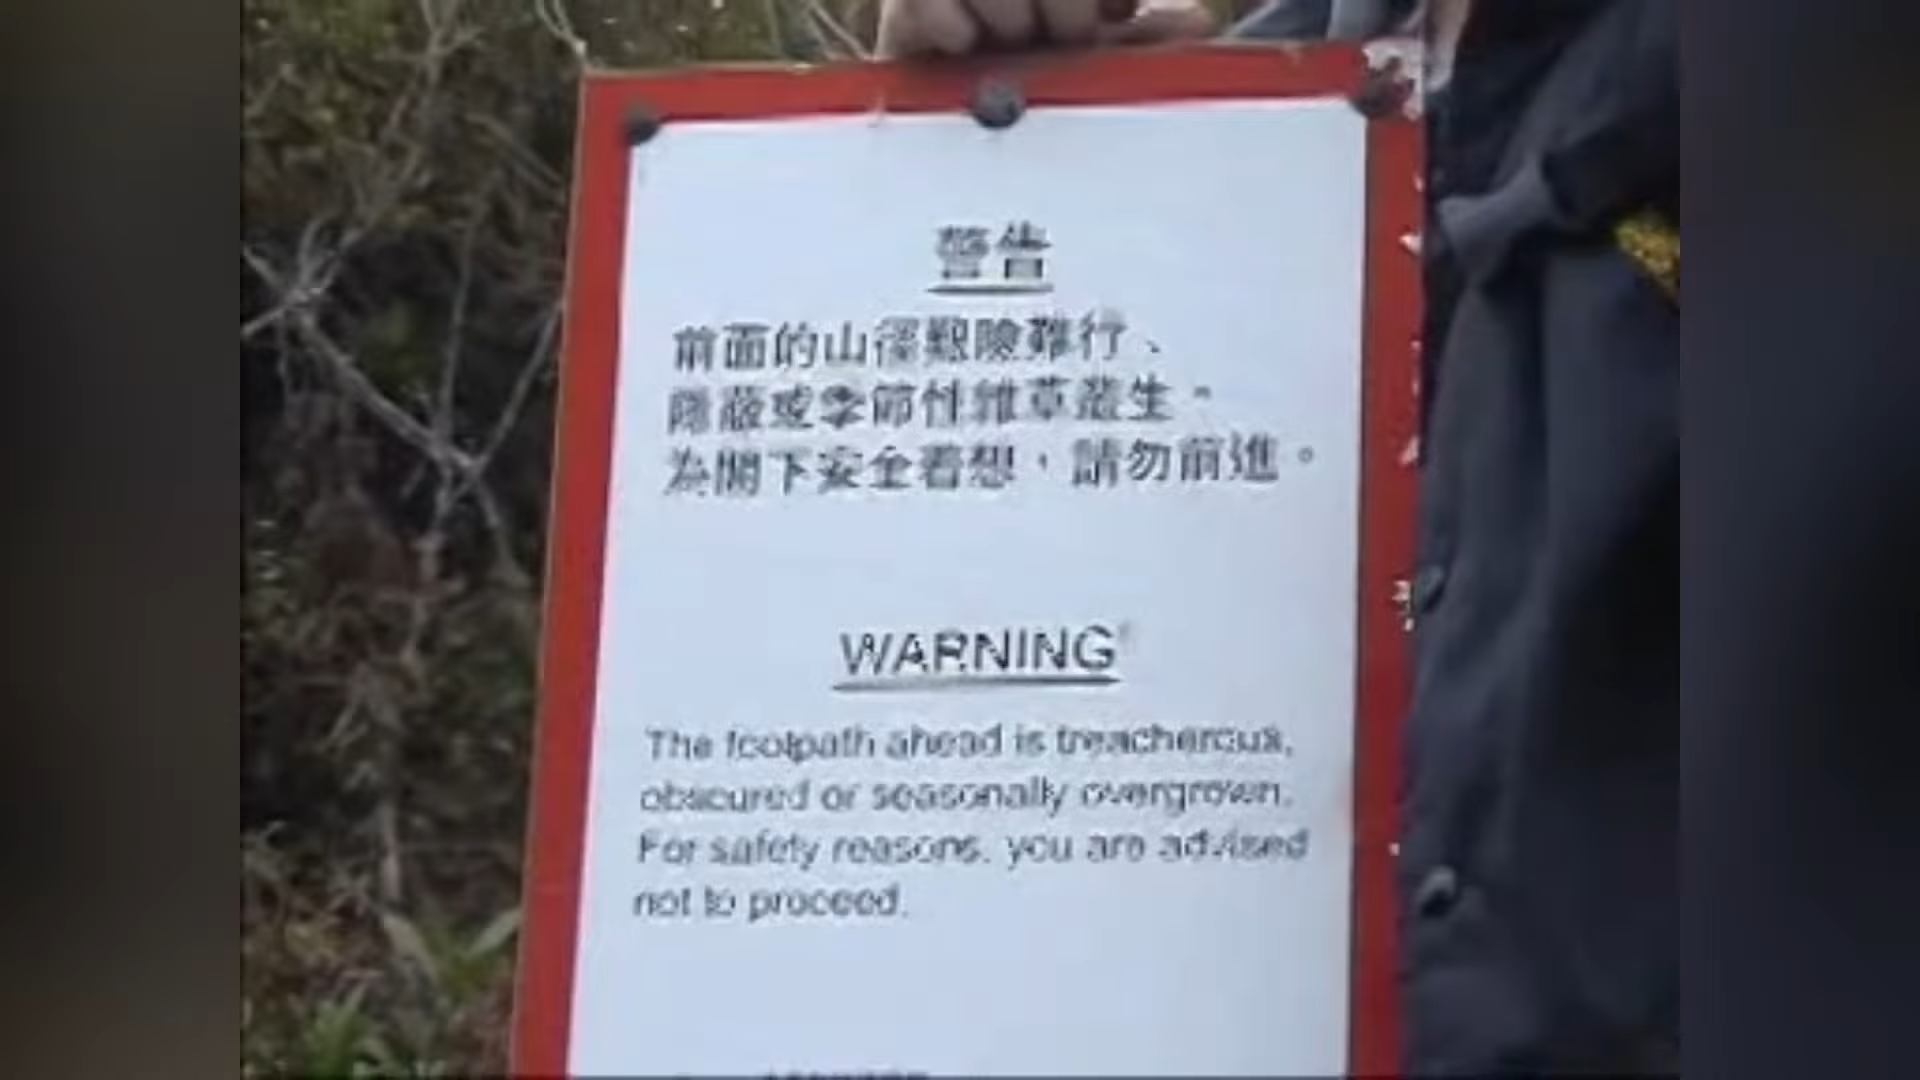 警告
前面的山徑艱險難行、
隱蔽或季節性雜草叢生。
為閣下安全着想，請勿前進。
WARNING
The footpath ahead is treacherous,
obscured or seasonally overgrown.
For safety reasons, you are advised
not to proceed.